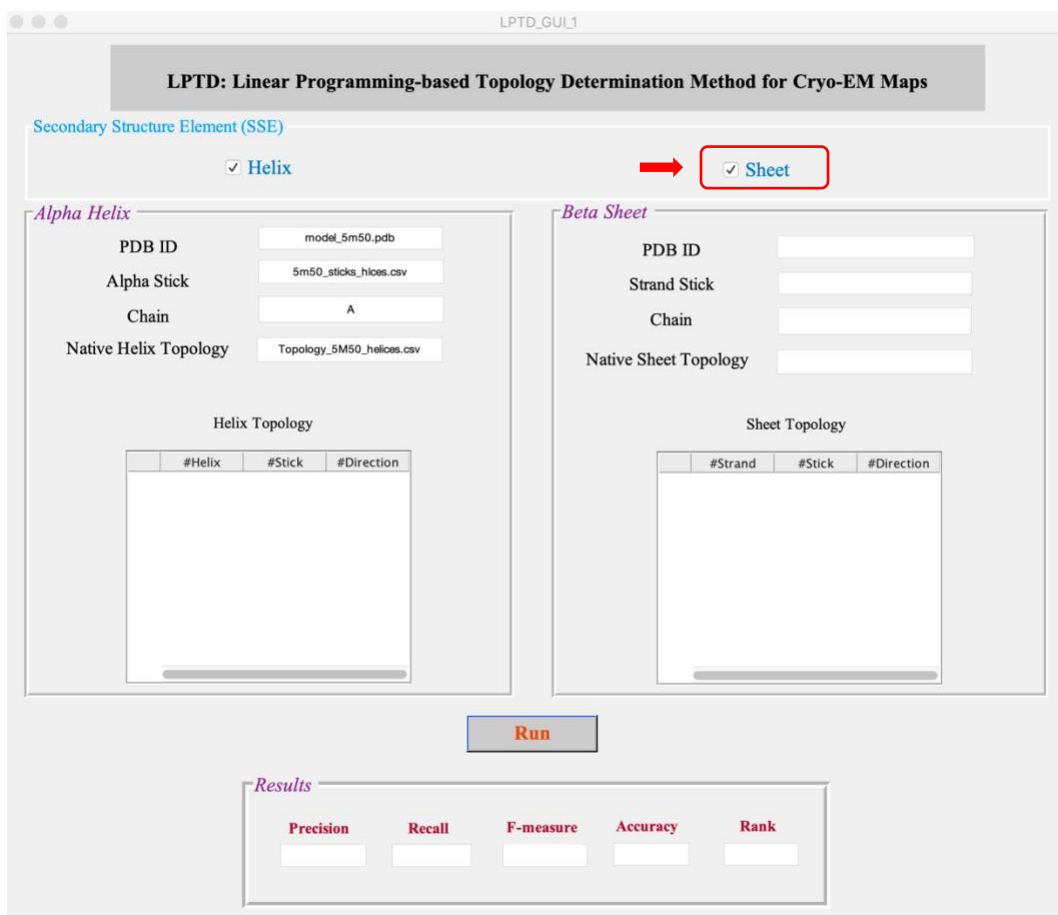 LPTD_GUI_1
LPTD: Linear Programming-based Topology Determination Method for Cryo-EM Maps
Secondary Structure Element (SSE)
Helix
Sheet
Alpha Helix
PDB ID
model_5m50.pdb
Alpha Stick
5m50_sticks_hlces.csv
Chain
A
Native Helix Topology
Topology_5M50_helices.csv
Helix Topology
#Helix #Stick #Direction
Beta Sheet
PDB ID
Strand Stick
Chain
Native Sheet Topology
Sheet Topology
#Strand #Stick #Direction
Run
Results
Precision Recall F-measure Accuracy Rank